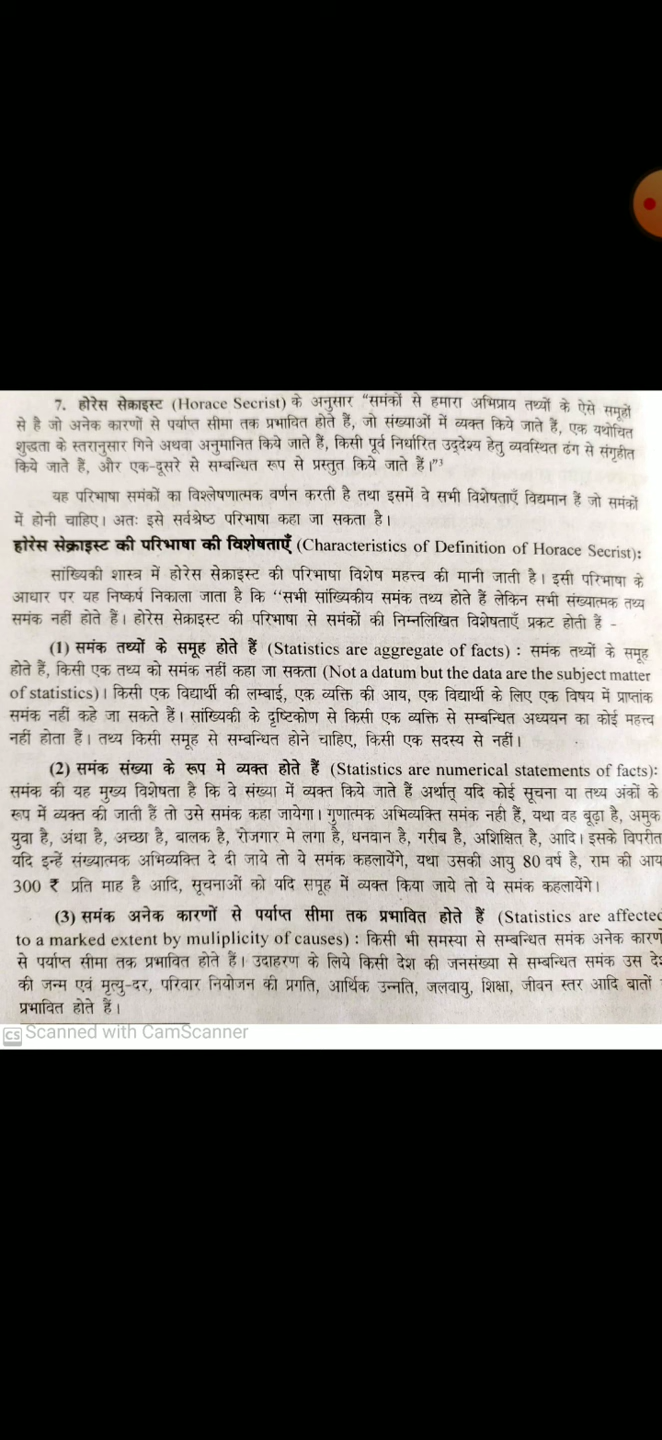 7. होरेस सेक्राइस्ट (Horace Secrist) के अनुसार “समंकों से हमारा अभिप्राय तथ्यों के ऐसे समूहों
से है जो अनेक कारणों से पर्याप्त सीमा तक प्रभावित होते हैं, जो संख्याओं में व्यक्त किये जाते हैं, एक यथोचित
शुद्धता के स्तरानुसार गिने अथवा अनुमानित किये जाते हैं, किसी पूर्व निर्धारित उद्देश्य हेतु व्यवस्थित ढंग से संगृहीत
किये जाते हैं, और एक-दूसरे से सम्बन्धित रूप से प्रस्तुत किये जाते हैं।”³
यह परिभाषा समंकों का विश्लेषणात्मक वर्णन करती है तथा इसमें वे सभी विशेषताएँ विद्यमान हैं जो समंकों
में होनी चाहिए। अतः इसे सर्वश्रेष्ठ परिभाषा कहा जा सकता है।
होरेस सेक्राइस्ट की परिभाषा की विशेषताएँ (Characteristics of Definition of Horace Secrist):
सांख्यिकी शास्त्र में होरेस सेक्राइस्ट की परिभाषा विशेष महत्त्व की मानी जाती है। इसी परिभाषा के
आधार पर यह निष्कर्ष निकाला जाता है कि “सभी सांख्यिकीय समंक तथ्य होते हैं लेकिन सभी संख्यात्मक तथ्य
समंक नहीं होते हैं। होरेस सेक्राइस्ट की परिभाषा से समंकों की निम्नलिखित विशेषताएँ प्रकट होती हैं -
(1) समंक तथ्यों के समूह होते हैं (Statistics are aggregate of facts) : समंक तथ्यों के समूह
होते हैं, किसी एक तथ्य को समंक नहीं कहा जा सकता (Not a datum but the data are the subject matter
of statistics)। किसी एक विद्यार्थी की लम्बाई, एक व्यक्ति की आय, एक विद्यार्थी के लिए एक विषय में प्राप्तांक
समंक नहीं कहे जा सकते हैं। सांख्यिकी के दृष्टिकोण से किसी एक व्यक्ति से सम्बन्धित अध्ययन का कोई महत्त्व
नहीं होता है। तथ्य किसी समूह से सम्बन्धित होने चाहिए, किसी एक सदस्य से नहीं।
(2) समंक संख्या के रूप मे व्यक्त होते हैं (Statistics are numerical statements of facts):
समंक की यह मुख्य विशेषता है कि वे संख्या में व्यक्त किये जाते हैं अर्थात् यदि कोई सूचना या तथ्य अंकों के
रूप में व्यक्त की जाती हैं तो उसे समंक कहा जायेगा। गुणात्मक अभिव्यक्ति समंक नही हैं, यथा वह बूढ़ा है, अमुक
युवा है, अंधा है, अच्छा है, बालक है, रोजगार मे लगा है, धनवान है, गरीब है, अशिक्षित है, आदि। इसके विपरीत
यदि इन्हें संख्यात्मक अभिव्यक्ति दे दी जाये तो ये समंक कहलायेंगे, यथा उसकी आयु 80 वर्ष है, राम की आय
300 ₹ प्रति माह है आदि, सूचनाओं को यदि समूह में व्यक्त किया जाये तो ये समंक कहलायेंगे।
(3) समंक अनेक कारणों से पर्याप्त सीमा तक प्रभावित होते हैं (Statistics are affected
to a marked extent by muliplicity of causes) : किसी भी समस्या से सम्बन्धित समंक अनेक कारणों
से पर्याप्त सीमा तक प्रभावित होते हैं। उदाहरण के लिये किसी देश की जनसंख्या से सम्बन्धित समंक उस
की जन्म एवं मृत्यु-दर, परिवार नियोजन की प्रगति, आर्थिक उन्नति, जलवायु, शिक्षा, जीवन स्तर आदि बातों
प्रभावित होते हैं।
CS Scanned with CamScanner